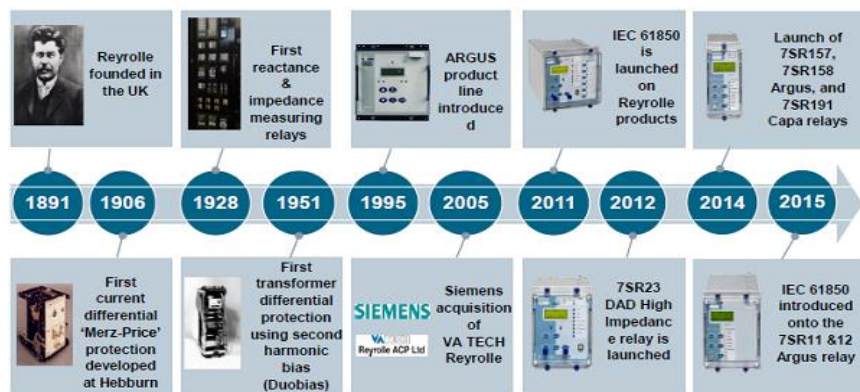 Reyrolle
founded in
the UK
First
reactance
&
impedance
measuring
relays
ARGUS
product
line
introduce
d
IEC 61850
is
launched
on
Reyrolle
products
Launch of
7SR157,
7SR158
Argus, and
7SR191
Capa relays
1891
1906
1928
1951
1995
2005
2011
2012
2014
2015
First
current
differential
‘Merz-Price’
protection
developed
at Hebburn
First
transformer
differential
protection
using second
harmonic
bias
(Duobias)
SIEMENS
VA TECH
Reyrolle ACP Ltd
Siemens
acquisition
of
VA TECH
Reyrolle
7SR23
DAD High
Impedanc
e relay is
launched
IEC 61850
introduced
onto the
7SR11 &12
Argus relay